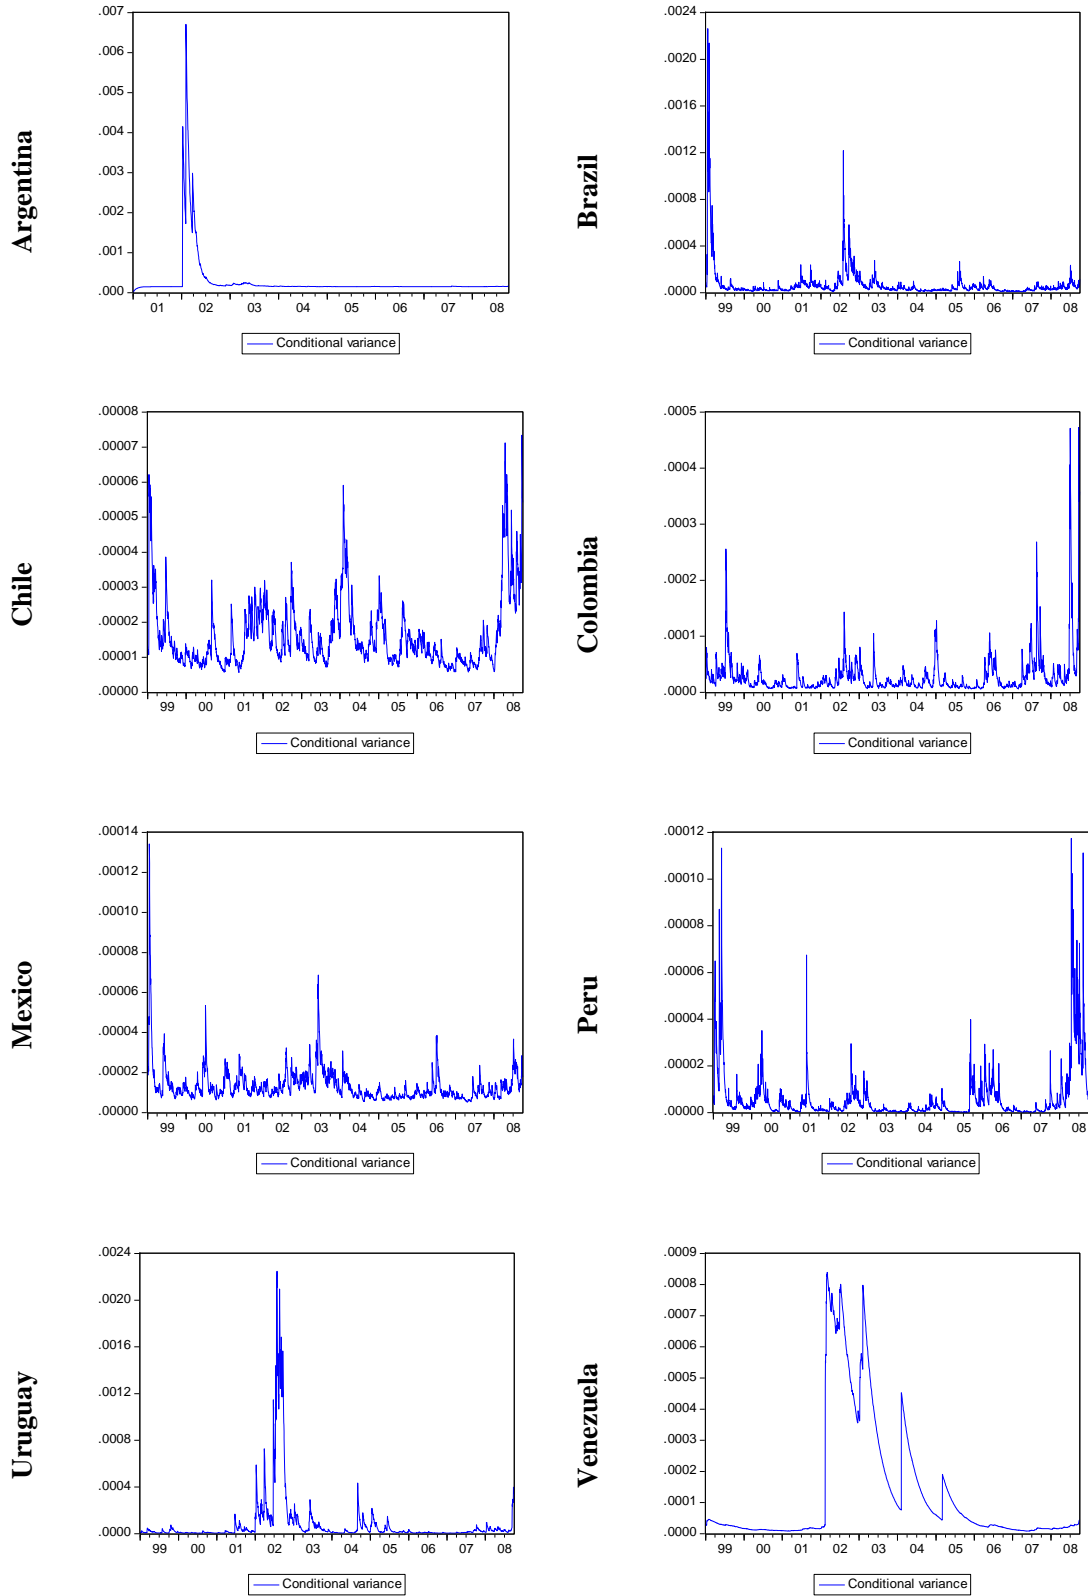 Argentina
.007
.006
.005
.004
.003
.002
.001
.000
01 02 03 04 05 06 07 08
Conditional variance
Brazil
.0024
.0020
.0016
.0012
.0008
.0004
.0000
99 00 01 02 03 04 05 06 07 08
Conditional variance
Chile
.00008
.00007
.00006
.00005
.00004
.00003
.00002
.00001
.00000
99 00 01 02 03 04 05 06 07 08
Conditional variance
Colombia
.0005
.0004
.0003
.0002
.0001
.0000
99 00 01 02 03 04 05 06 07 08
Conditional variance
Mexico
.00014
.00012
.00010
.00008
.00006
.00004
.00002
.00000
99 00 01 02 03 04 05 06 07 08
Conditional variance
Peru
.00012
.00010
.00008
.00006
.00004
.00002
.00000
99 00 01 02 03 04 05 06 07 08
Conditional variance
Uruguay
.0024
.0020
.0016
.0012
.0008
.0004
.0000
99 00 01 02 03 04 05 06 07 08
Conditional variance
Venezuela
.0009
.0008
.0007
.0006
.0005
.0004
.0003
.0002
.0001
.0000
99 00 01 02 03 04 05 06 07 08
Conditional variance